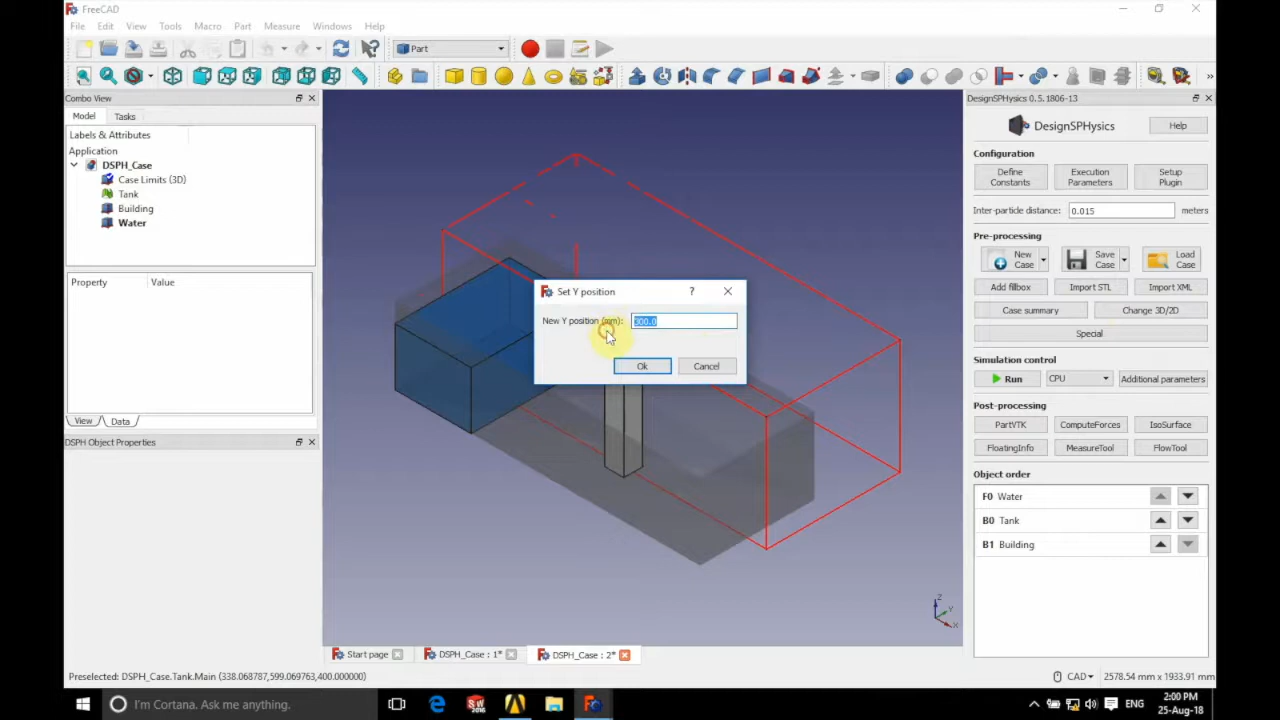 FreeCAD
File Edit View Tools Macro Part Measure Windows Help
Part
Combo View
Model Tasks
Labels & Attributes
Application
DSPH_Case
Case Limits (3D)
Tank
Building
Water
Property Value
View Data
DSPH Object Properties
Set Y position
?
New Y position (mm): 300.0
Ok Cancel
DesignSPHysics 0.5.1806-13
DesignSPHysics Help
Configuration
Define Constants
Execution Parameters
Setup Plugin
Inter-particle distance: 0.015 meters
Pre-processing
New Case
Save Case
Load Case
Add fillbox Import STL Import XML
Case summary Change 3D/2D
Special
Simulation control
Run CPU Additional parameters
Post-processing
PartVTK ComputeForces IsoSurface
FloatingInfo MeasureTool FlowTool
Object order
F0 Water
B0 Tank
B1 Building
Z
Y
X
Start page DSPH_Case : 1* DSPH_Case : 2*
Preselected: DSPH_Case.Tank.Main (338.068787,599.069763,400.000000)
CAD 2578.54 mm × 1933.91 mm
I'm Cortana. Ask me anything.
SW
2016
ENG
2:00 PM
25-Aug-18